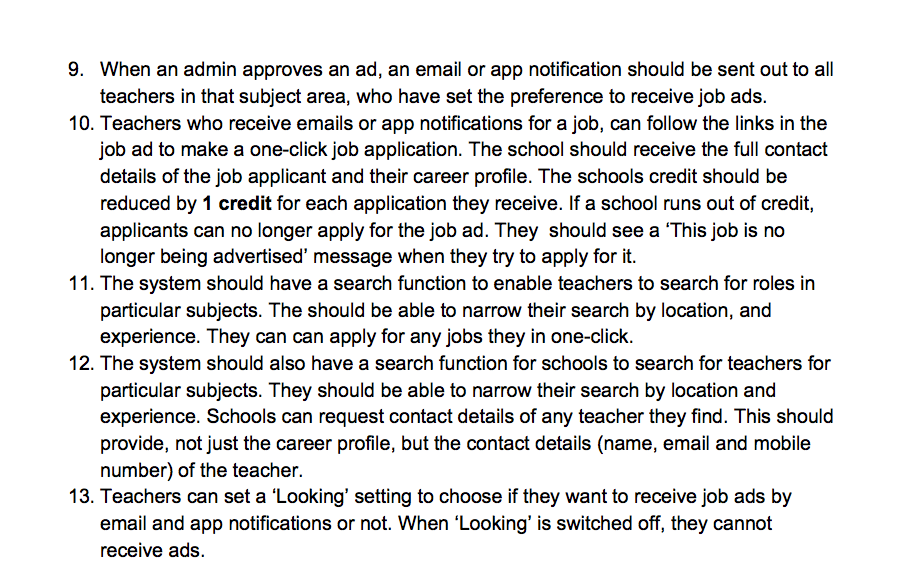 9. When an admin approves an ad, an email or app notification should be sent out to all
teachers in that subject area, who have set the preference to receive job ads.
10. Teachers who receive emails or app notifications for a job, can follow the links in the
job ad to make a one-click job application. The school should receive the full contact
details of the job applicant and their career profile. The schools credit should be
reduced by 1 credit for each application they receive. If a school runs out of credit,
applicants can no longer apply for the job ad. They  should see a ‘This job is no
longer being advertised’ message when they try to apply for it.
11. The system should have a search function to enable teachers to search for roles in
particular subjects. The should be able to narrow their search by location, and
experience. They can can apply for any jobs they in one-click.
12. The system should also have a search function for schools to search for teachers for
particular subjects. They should be able to narrow their search by location and
experience. Schools can request contact details of any teacher they find. This should
provide, not just the career profile, but the contact details (name, email and mobile
number) of the teacher.
13. Teachers can set a ‘Looking’ setting to choose if they want to receive job ads by
email and app notifications or not. When ‘Looking’ is switched off, they cannot
receive ads.